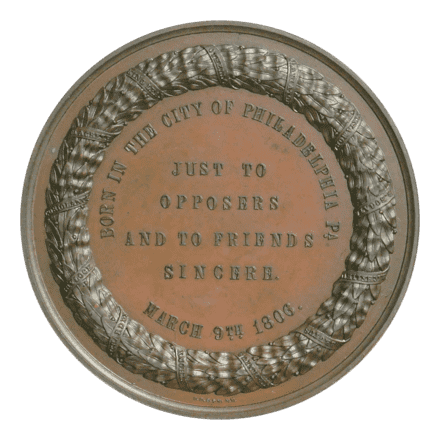 BORN IN THE CITY OF PHILADELPHIA PA
JUST TO
OPPOSERS
AND TO FRIENDS
SINCERE.
MARCH 9TH 1806.